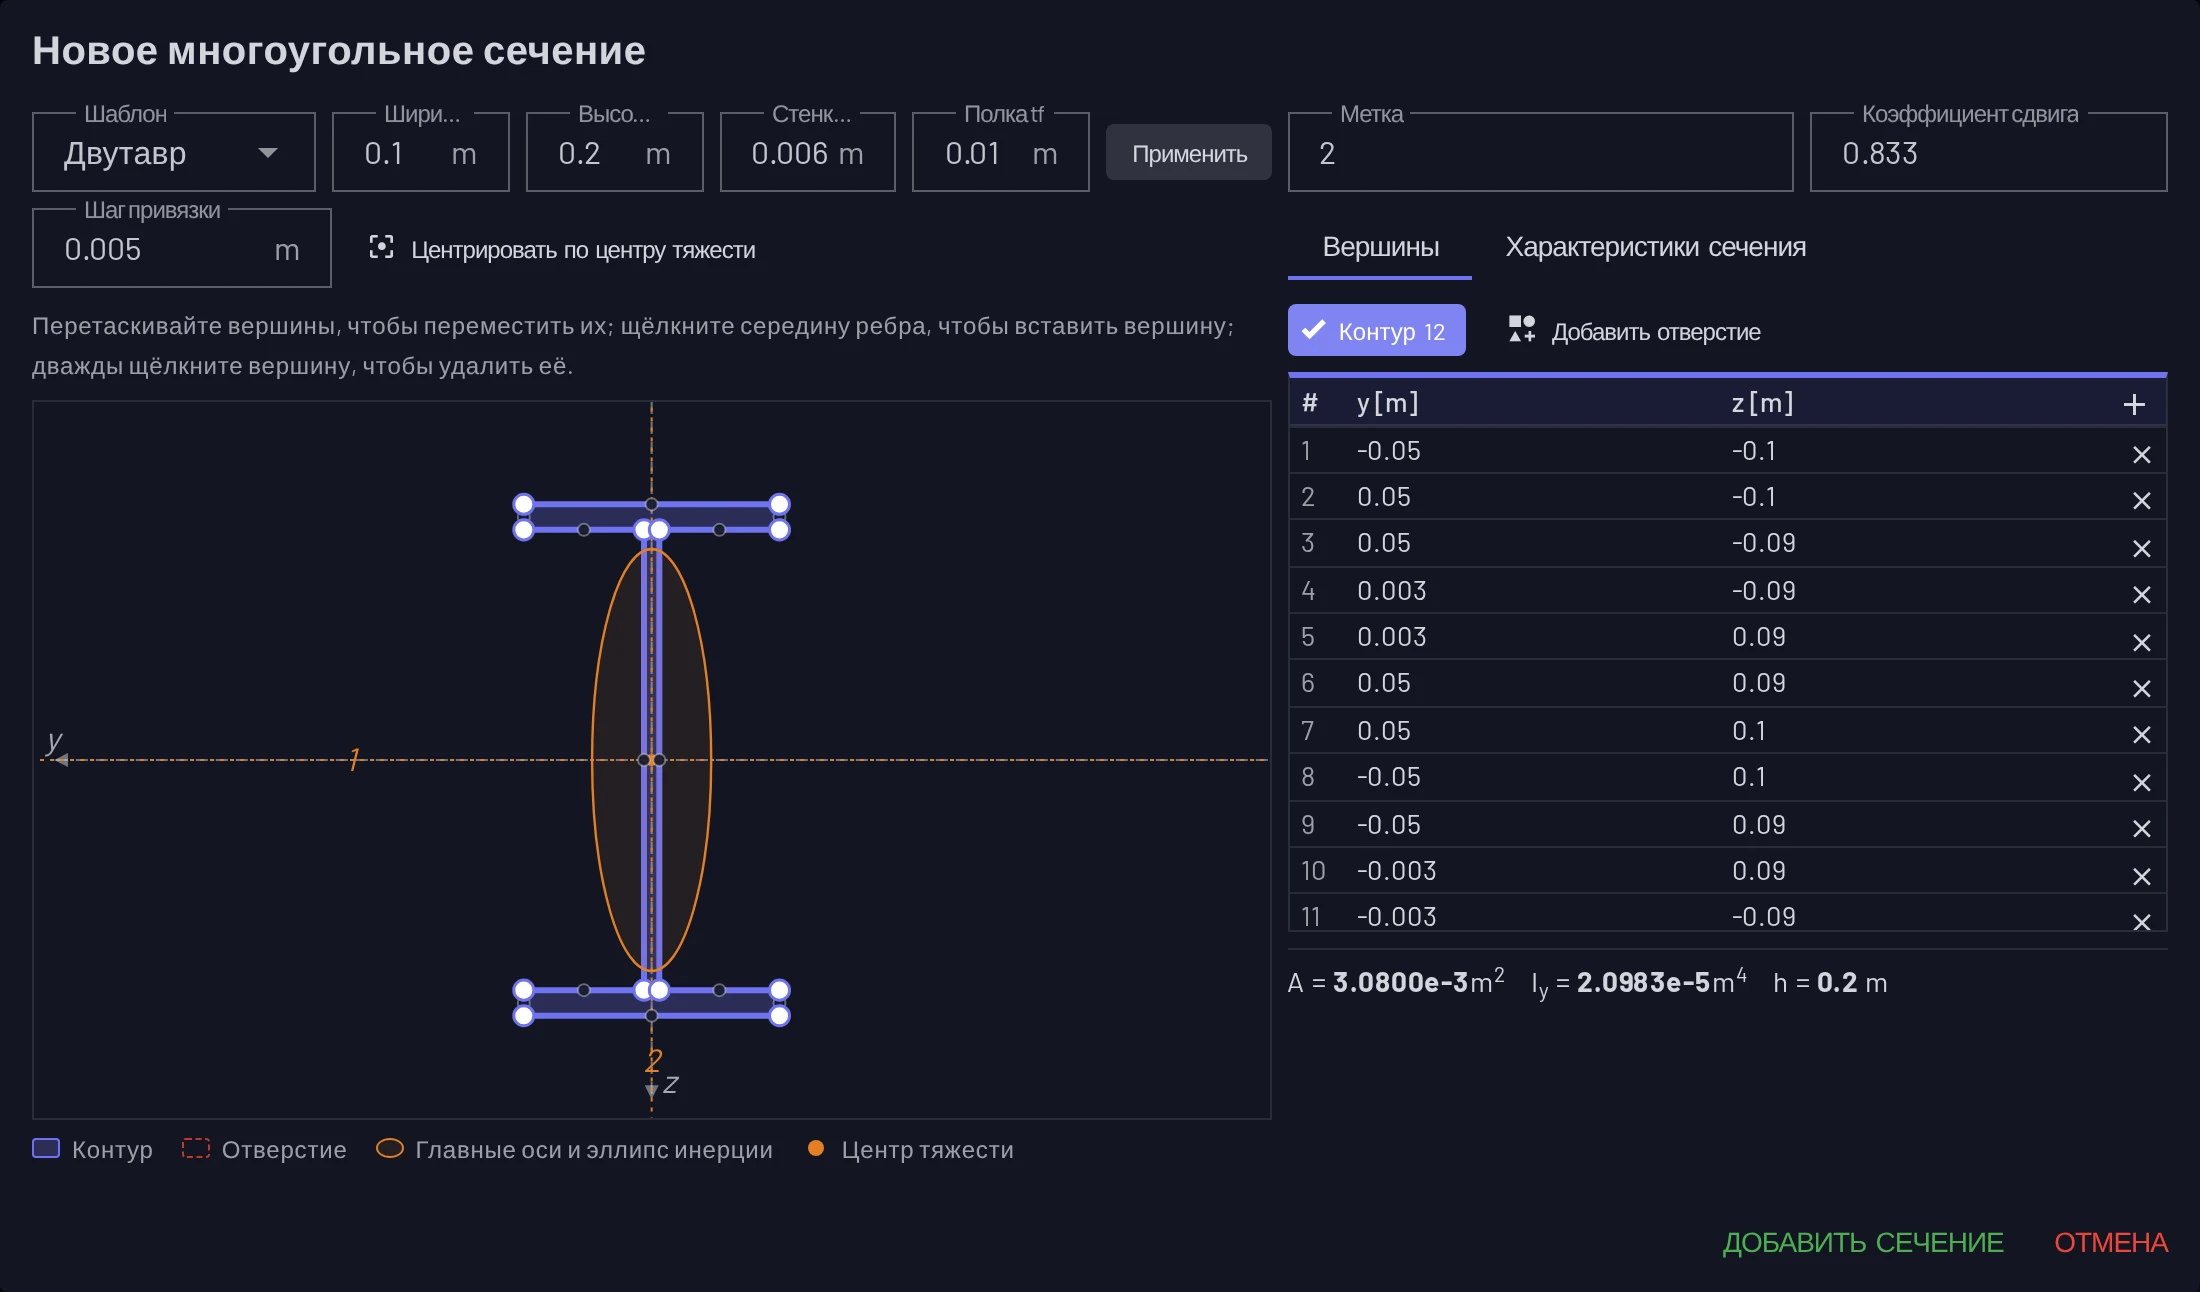 Новое многоугольное сечение
Шаблон
Двутавр
Шири...
0.1 m
Высо...
0.2 m
Стенк...
0.006 m
Полка tf
0.01 m
Применить
Метка
2
Коэффициент сдвига
0.833
Шаг привязки
0.005 m
Центрировать по центру тяжести
Перетаскивайте вершины, чтобы переместить их; щёлкните середину ребра, чтобы вставить вершину;
дважды щёлкните вершину, чтобы удалить её.
y
1
2
z
Контур
Отверстие
Главные оси и эллипс инерции
Центр тяжести
Вершины
Характеристики сечения
Контур 12
Добавить отверстие
# y [m] z [m]
1 -0.05 -0.1
2 0.05 -0.1
3 0.05 -0.09
4 0.003 -0.09
5 0.003 0.09
6 0.05 0.09
7 0.05 0.1
8 -0.05 0.1
9 -0.05 0.09
10 -0.003 0.09
11 -0.003 -0.09
A = 3.0800e-3m² Iy = 2.0983e-5m⁴ h = 0.2 m
ДОБАВИТЬ СЕЧЕНИЕ
ОТМЕНА